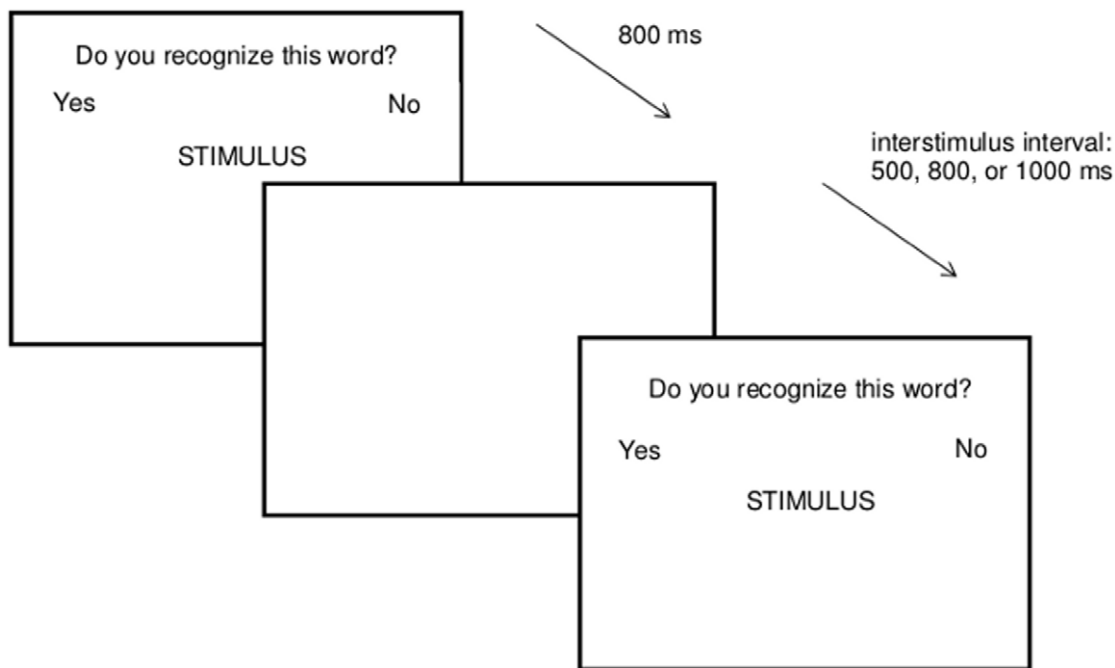 Do you recognize this word?
Yes No
STIMULUS
800 ms
interstimulus interval:
500, 800, or 1000 ms
Do you recognize this word?
Yes No
STIMULUS